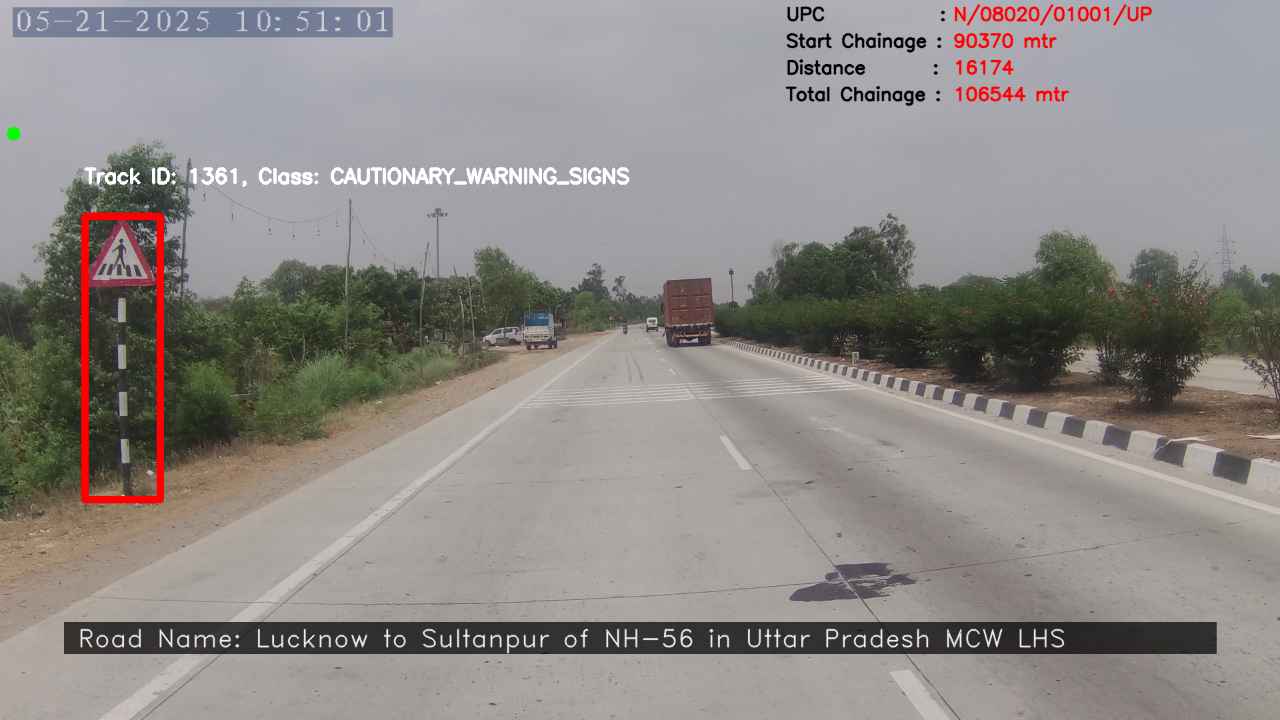 05-21-2025 10:51:01
UPC : N/08020/01001/UP
Start Chainage : 90370 mtr
Distance : 16174
Total Chainage : 106544 mtr
Track ID: 1361, Class: CAUTIONARY_WARNING_SIGNS
Road Name: Lucknow to Sultanpur of NH-56 in Uttar Pradesh MCW LHS